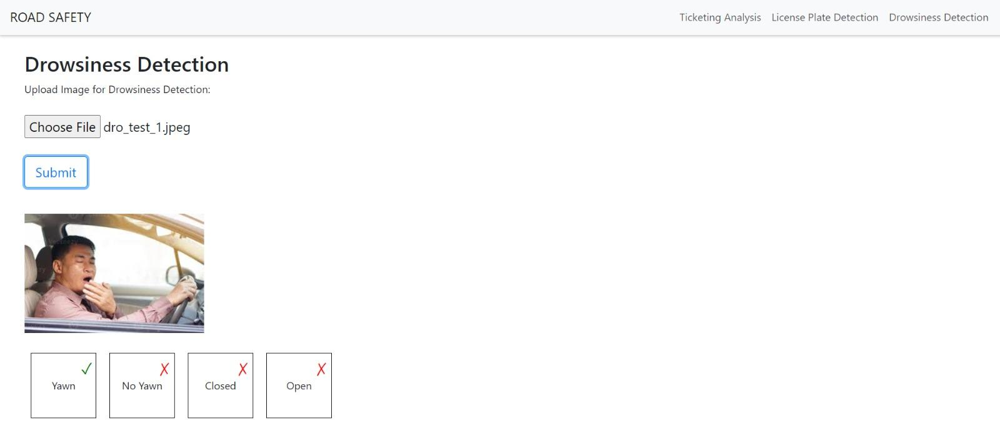 ROAD SAFETY
Ticketing Analysis License Plate Detection Drowsiness Detection
Drowsiness Detection
Upload Image for Drowsiness Detection:
Choose File dro_test_1.jpeg
Submit
✓ X X X
Yawn No Yawn Closed Open